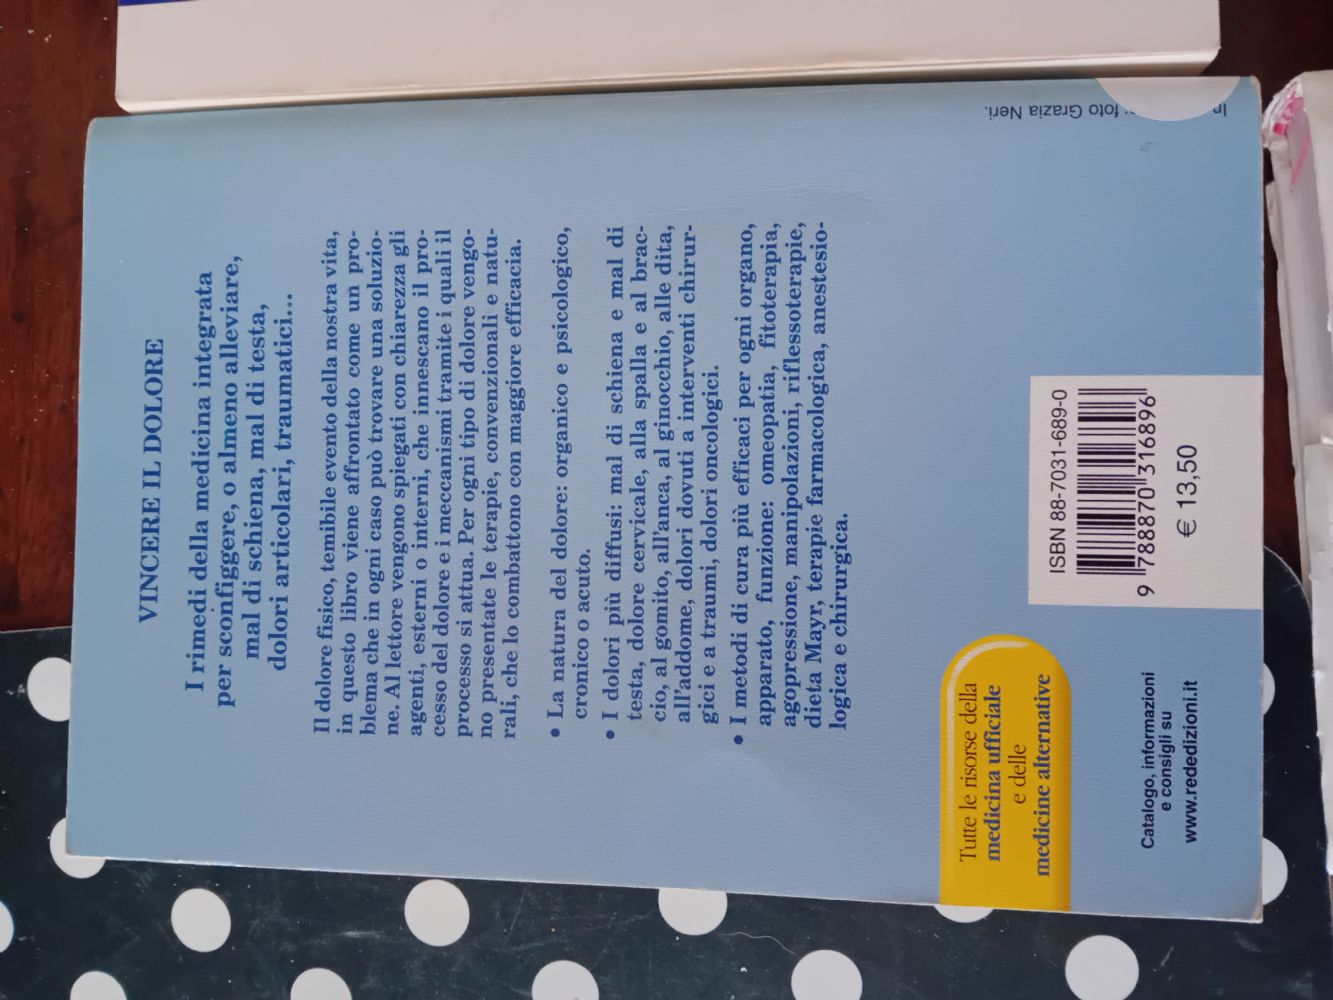 VINCERE IL DOLORE
I rimedi della medicina integrata
per sconfiggere, o almeno alleviare,
mal di schiena, mal di testa,
dolori articolari, traumatici...
Il dolore fisico, temibile evento della nostra vita,
in questo libro viene affrontato come un pro-
blema che in ogni caso può trovare una soluzio-
ne. Al lettore vengono spiegati con chiarezza gli
agenti, esterni o interni, che innescano il pro-
cesso del dolore e i meccanismi tramite i quali il
processo si attua. Per ogni tipo di dolore vengo-
no presentate le terapie, convenzionali e natu-
rali, che lo combattono con maggiore efficacia.
• La natura del dolore: organico e psicologico,
cronico o acuto.
• I dolori più diffusi: mal di schiena e mal di
testa, dolore cervicale, alla spalla e al brac-
cio, al gomito, all'anca, al ginocchio, alle dita,
all'addome, dolori dovuti a interventi chirur-
gici e a traumi, dolori oncologici.
• I metodi di cura più efficaci per ogni organo,
apparato, funzione: omeopatia, fitoterapia,
agopressione, manipolazioni, riflessoterapie,
dieta Mayr, terapie farmacologica, anestesio-
logica e chirurgica.
Tutte le risorse della
medicina ufficiale
e delle
medicine alternative
Catalogo, informazioni
e consigli su
www.rededizioni.it
ISBN 88-7031-689-0
9 788870 316896
€ 13,50
foto Grazia Neri.